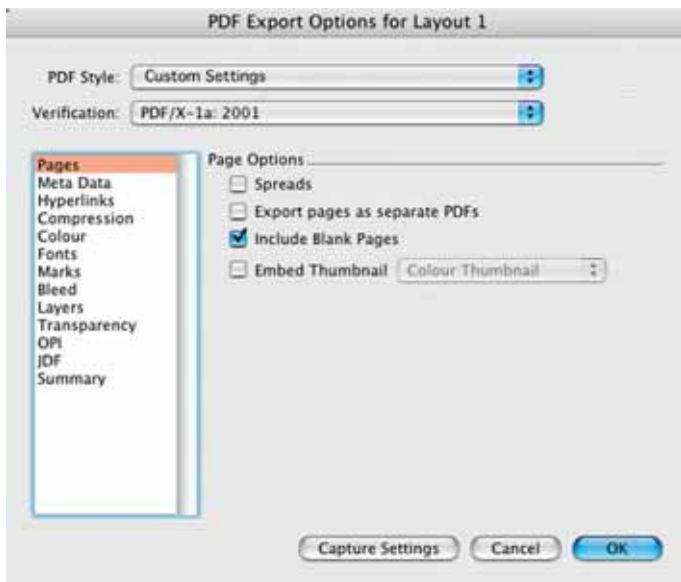 PDF Export Options for Layout 1
PDF Style: Custom Settings
Verification: PDF/X-1a: 2001
Pages
Meta Data
Hyperlinks
Compression
Colour
Fonts
Marks
Bleed
Layers
Transparency
OPI
JDF
Summary
Page Options
Spreads
Export pages as separate PDFs
Include Blank Pages
Embed Thumbnail Colour Thumbnail
Capture Settings Cancel OK